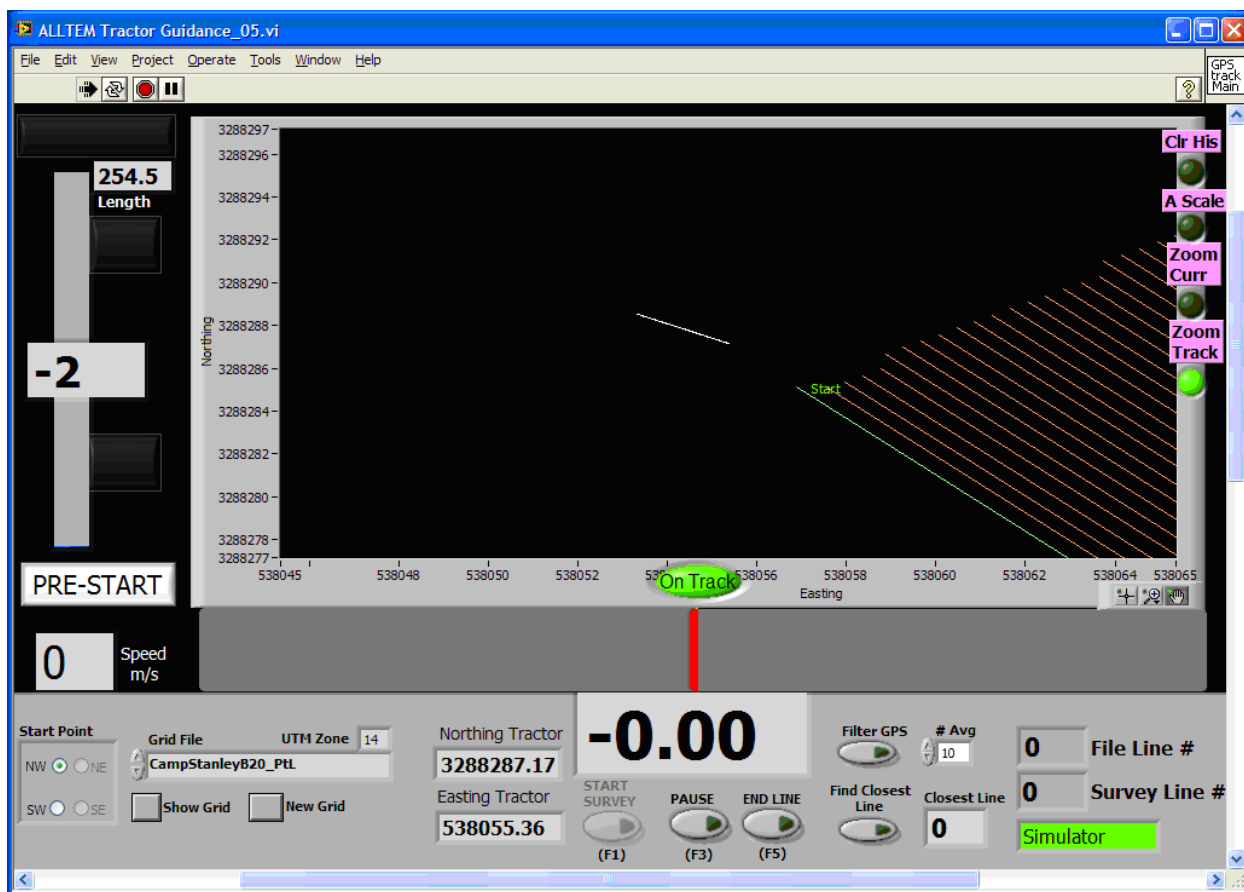 ALLTEM Tractor Guidance_05.vi
File Edit View Project Operate Tools Window Help
GPS
track
Main
?
3288297
3288296
3288294
3288292
3288290
3288288
3288286
3288284
3288282
3288280
3288278
3288277
Northing
254.5
Length
-2
PRE-START
0
Speed
m/s
Clr His
A Scale
Zoom
Curr
Zoom
Track
Start
538045 538048 538050 538052 538056 538058 538060 538062 538064 538065
On Track
Easting
Start Point
NW NE
SW SE
Grid File UTM Zone 14
CampStanleyB20_PtL
Show Grid New Grid
Northing Tractor
3288287.17
Easting Tractor
538055.36
-0.00
START
SURVEY
(F1)
PAUSE
(F3)
END LINE
(F5)
Filter GPS
# Avg
10
Find Closest
Line
Closest Line
0
0 File Line #
0 Survey Line #
Simulator